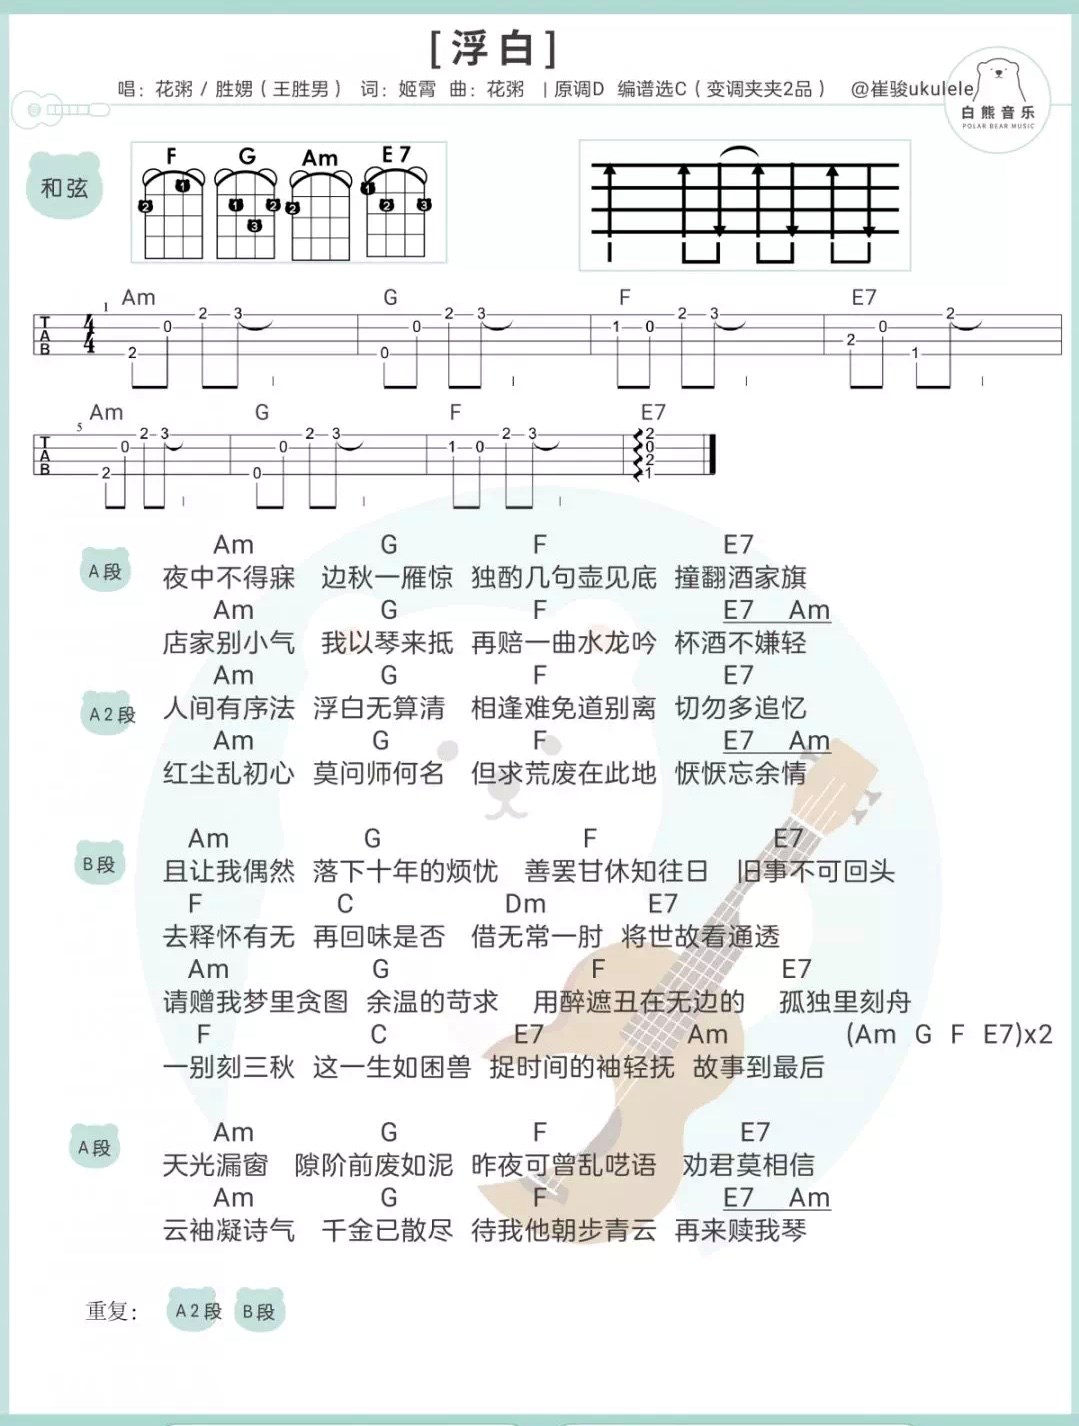 [浮白]
唱：花粥 / 胜娚（王胜男） 词：姬霄 曲：花粥 | 原调D 编谱选C（变调夹夹2品） @崔骏ukulele
白熊音乐
POLAR BEAR MUSIC
和弦
F G Am E7
2 1 1 2 3 2 1 2 3
Am G F E7
1
T A B 4 4 2 0 2 3 0 0 2 3 1 0 2 3 2 0 1 2
Am G F E7
5
T A B 2 0 2 3 0 0 2 3 1 0 2 3 2 0 2 1
Am G F E7
A段 夜中不得寐 边秋一雁惊 独酌几句壶见底 撞翻酒家旗
Am G F E7 Am
店家别小气 我以琴来抵 再赔一曲水龙吟 杯酒不嫌轻
Am G F E7
A2段 人间有序法 浮白无算清 相逢难免道别离 切勿多追忆
Am G F E7 Am
红尘乱初心 莫问师何名 但求荒废在此地 恹恹忘余情
Am G F E7
B段 且让我偶然 落下十年的烦忧 善罢甘休知往日 旧事不可回头
F C Dm E7
去释怀有无 再回味是否 借无常一肘 将世故看通透
Am G F E7
请赠我梦里贪图 余温的苛求 用醉遮丑在无边的 孤独里刻舟
F C E7 Am (Am G F E7)x2
一别刻三秋 这一生如困兽 捉时间的袖轻抚 故事到最后
Am G F E7
A段 天光漏窗 隙阶前废如泥 昨夜可曾乱呓语 劝君莫相信
Am G F E7 Am
云袖凝诗气 千金已散尽 待我他朝步青云 再来赎我琴
重复： A2段 B段